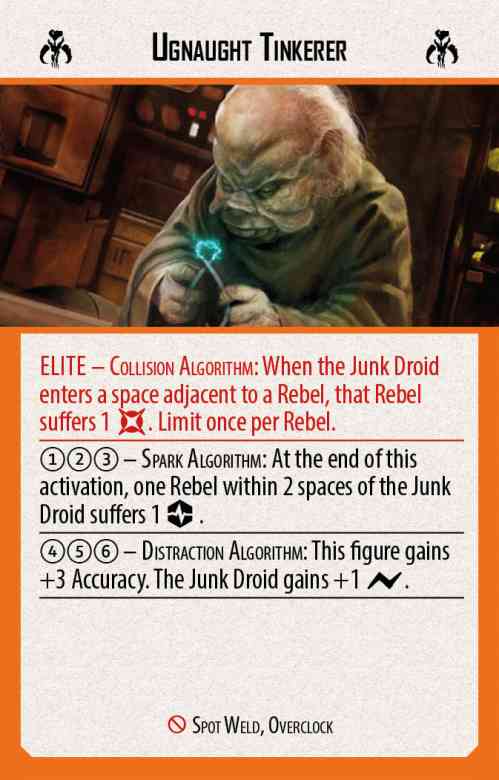 Ugnaught Tinkerer
ELITE – Collision Algorithm: When the Junk Droid
enters a space adjacent to a Rebel, that Rebel
suffers 1 . Limit once per Rebel.
①②③ – Spark Algorithm: At the end of this
activation, one Rebel within 2 spaces of the Junk
Droid suffers 1 .
④⑤⑥ – Distraction Algorithm: This figure gains
+3 Accuracy. The Junk Droid gains +1 .
Spot Weld, Overclock